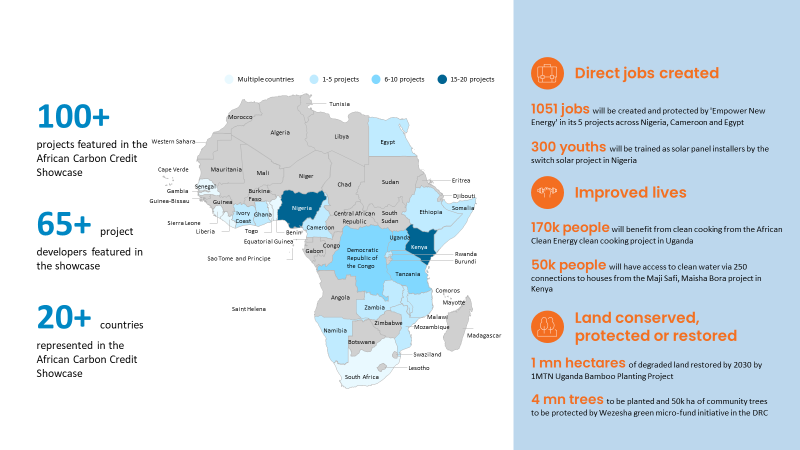 Multiple countries
1-5 projects
6-10 projects
15-20 projects
100+
projects featured in the
African Carbon Credit
Showcase
65+ project
developers featured in
the showcase
20+ countries
represented in the
African Carbon Credit
Showcase
Tunisia
Morocco
Algeria
Libya
Egypt
Western Sahara
Cape Verde
Mauritania
Mali
Niger
Chad
Sudan
Eritrea
Senegal
Gambia
Guinea-Bissau
Guinea
Burkina
Faso
Djibouti
Somalia
Sierra Leone
Liberia
Ivory
Coast
Ghana
Togo
Benin
Nigeria
Cameroon
Central African
Republic
South
Sudan
Ethiopia
Equatorial Guinea
Sao Tome and Principe
Gabon
Congo
Democratic
Republic of
the Congo
Uganda
Kenya
Rwanda
Burundi
Tanzania
Comoros
Mayotte
Saint Helena
Angola
Zambia
Malawi
Mozambique
Zimbabwe
Namibia
Botswana
Madagascar
Swaziland
Lesotho
South Africa
Direct jobs created
1051 jobs will be created and protected by 'Empower New
Energy' in its 5 projects across Nigeria, Cameroon and Egypt
300 youths will be trained as solar panel installers by the
switch solar project in Nigeria
Improved lives
170k people will benefit from clean cooking from the African
Clean Energy clean cooking project in Uganda
50k people will have access to clean water via 250
connections to houses from the Maji Safi, Maisha Bora project in
Kenya
Land conserved,
protected or restored
1 mn hectares of degraded land restored by 2030 by
1MTN Uganda Bamboo Planting Project
4 mn trees to be planted and 50k ha of community trees
to be protected by Wezesha green micro-fund initiative in the DRC